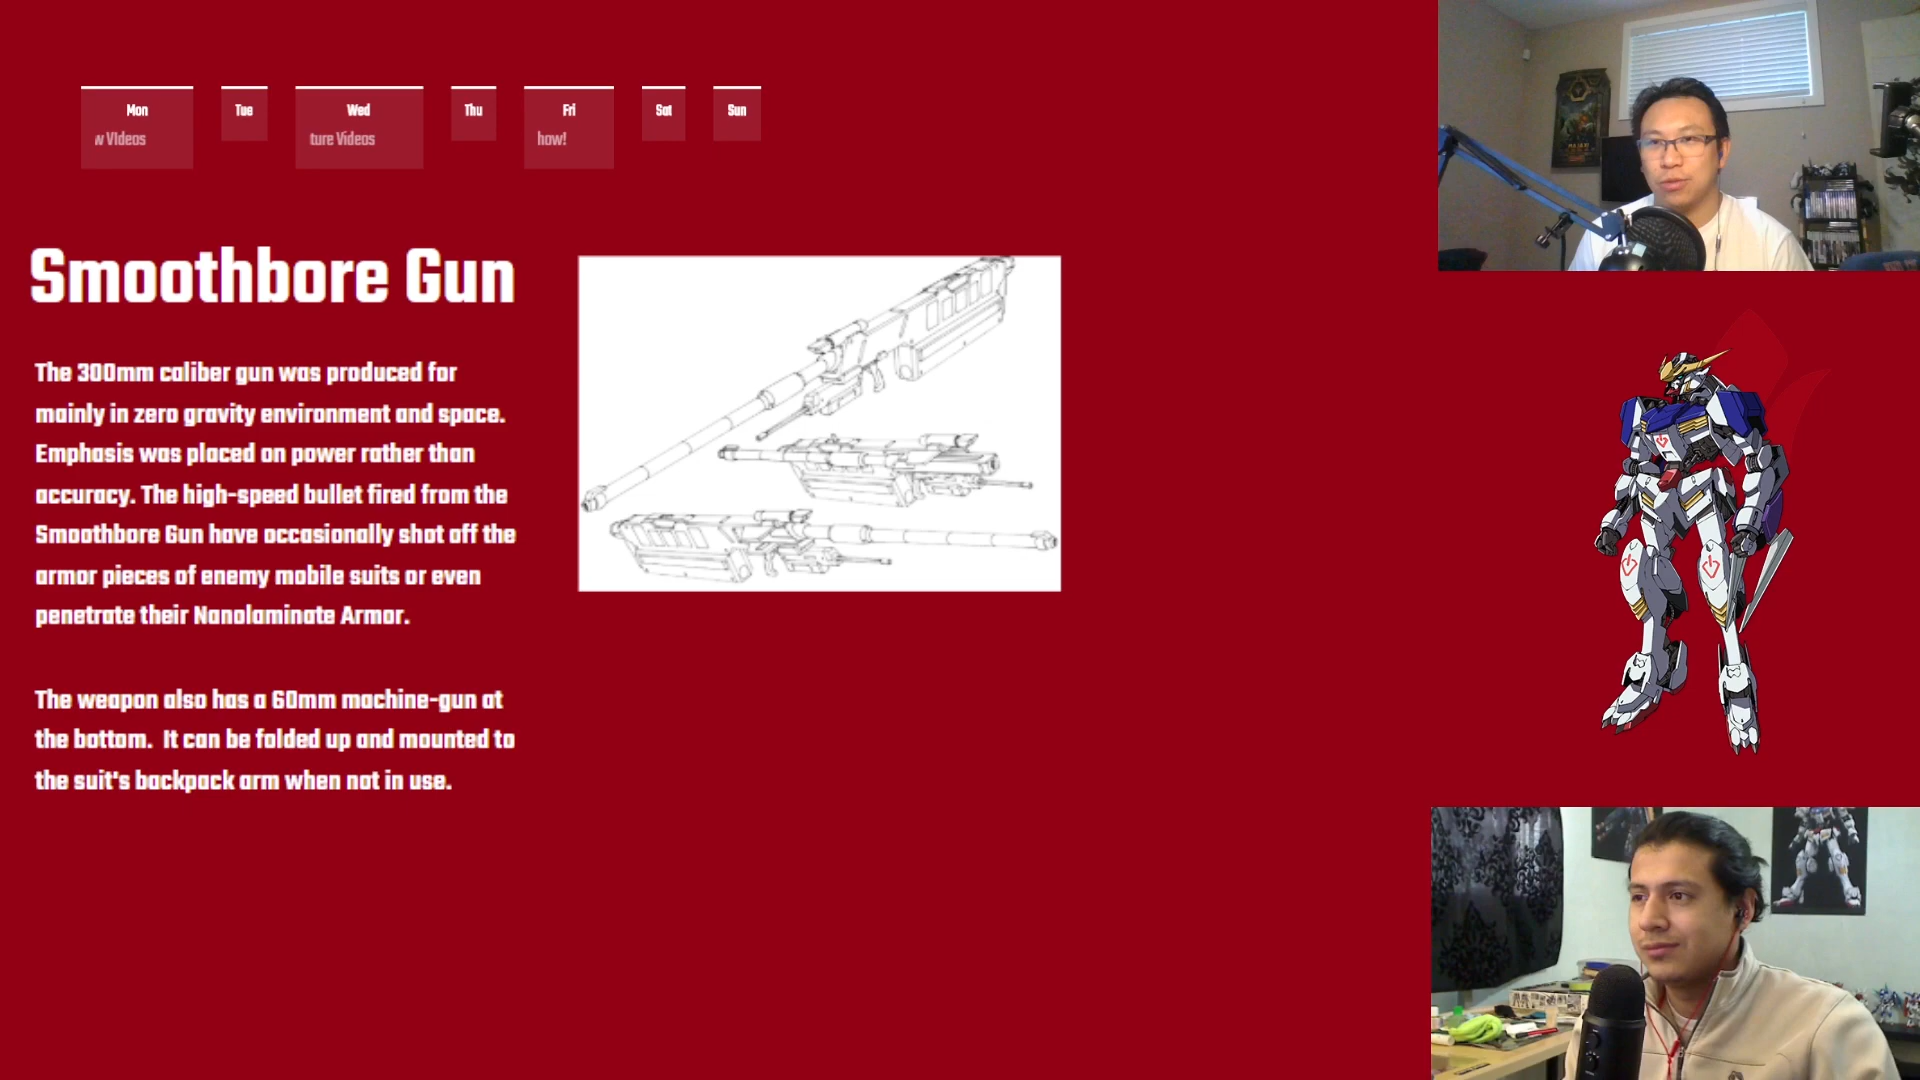 Mon Tue Wed Thu Fri Sat Sun
w VIdeos ture Videos how!
Smoothbore Gun
The 300mm caliber gun was produced for
mainly in zero gravity environment and space.
Emphasis was placed on power rather than
accuracy. The high-speed bullet fired from the
Smoothbore Gun have occasionally shot off the
armor pieces of enemy mobile suits or even
penetrate their Nanolaminate Armor.
The weapon also has a 60mm machine-gun at
the bottom. It can be folded up and mounted to
the suit's backpack arm when not in use.